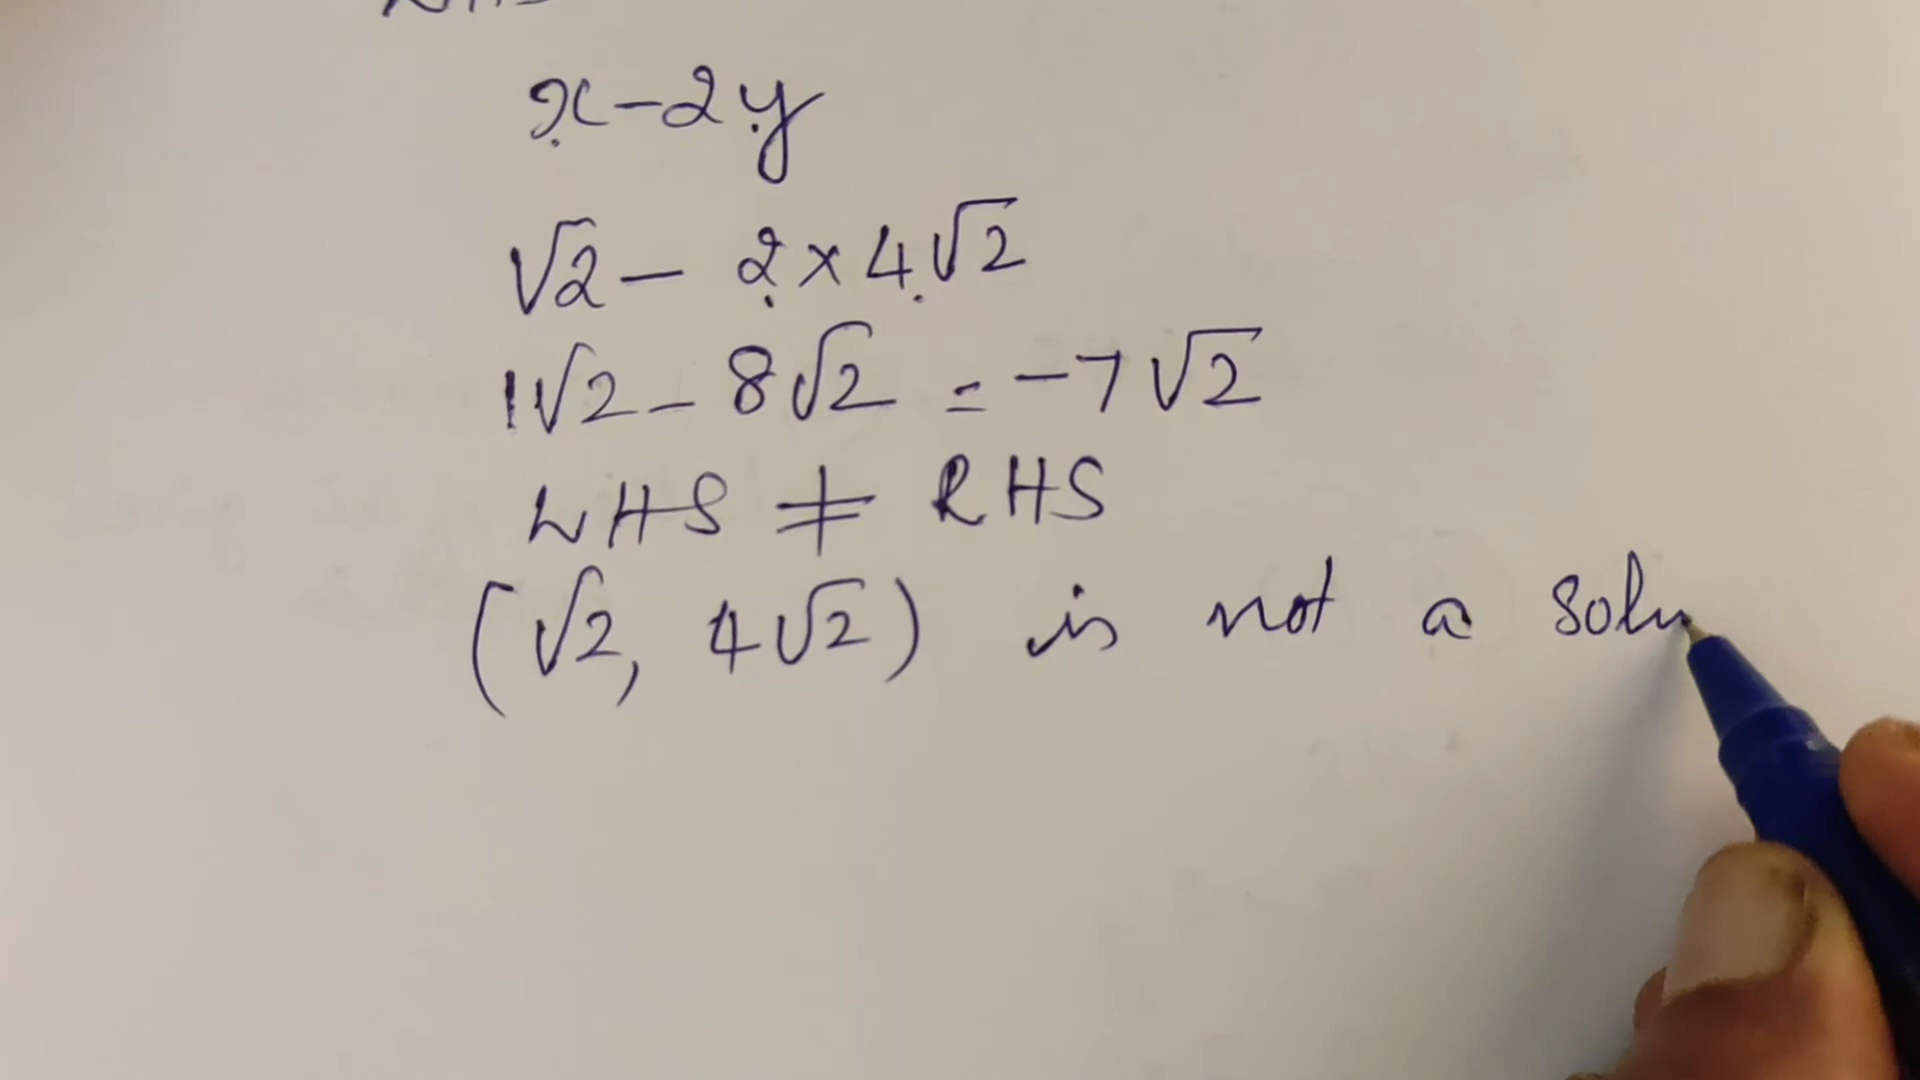 x-2y
√2 - 2×4√2
1√2 - 8√2 = -7√2
LHS ≠ RHS
(√2, 4√2) is not a solu